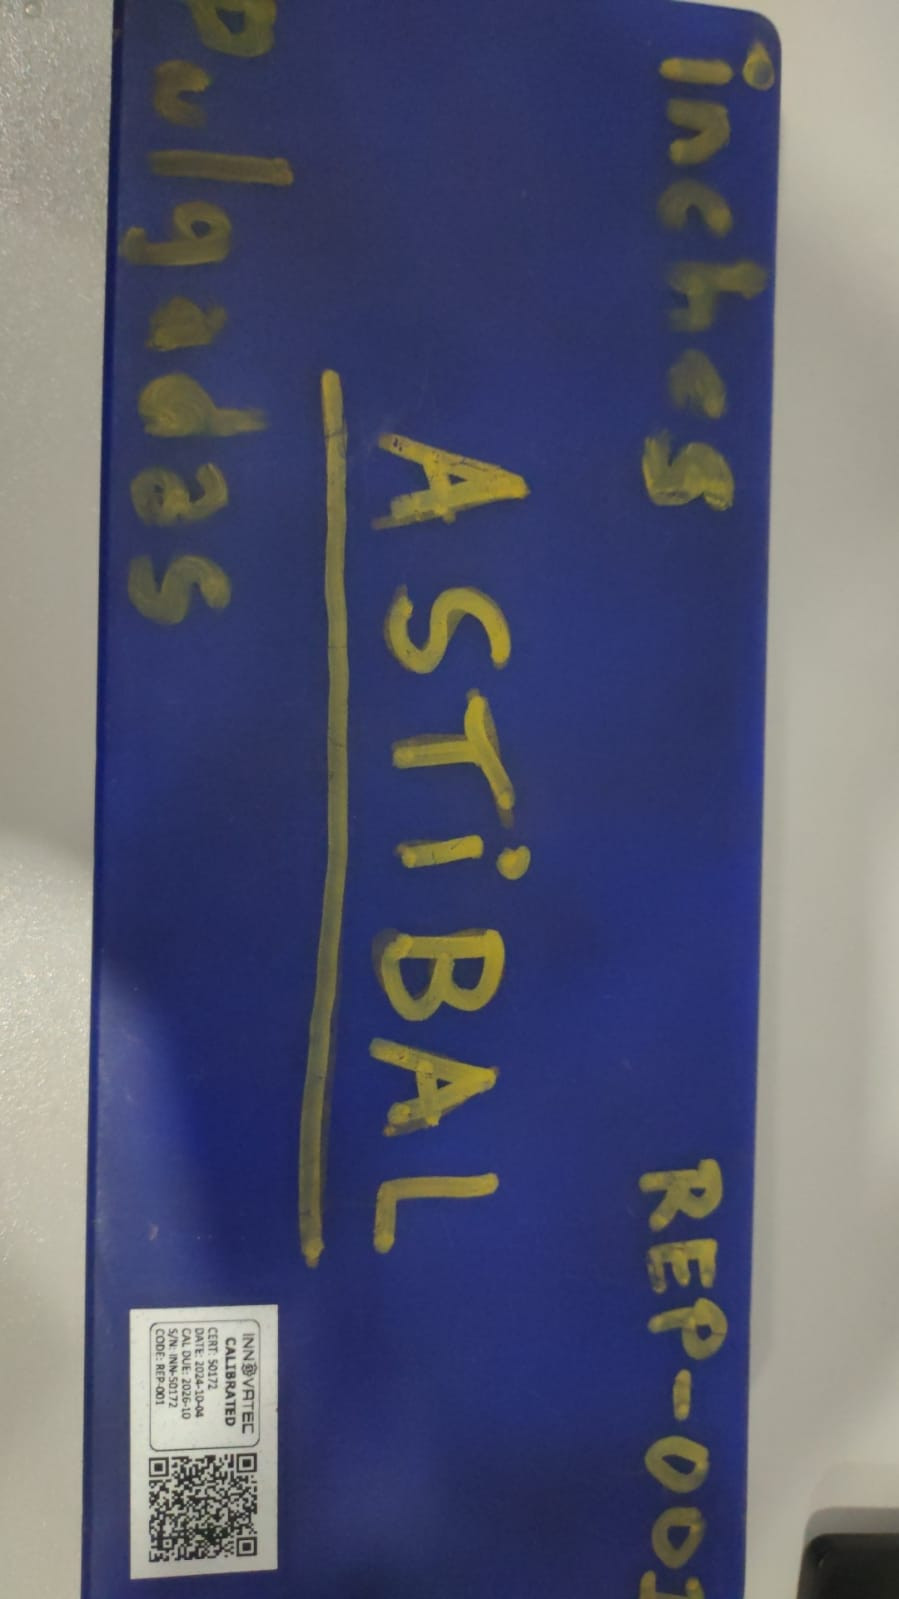 inches
REP-001
ASTiBAL
Pulgadas
INNOVATEC
CALIBRATED
CERT: 50172
DATE: 2024-10-04
CAL DUE: 2026-10
S/N: INN-50172
CODE: REP-001